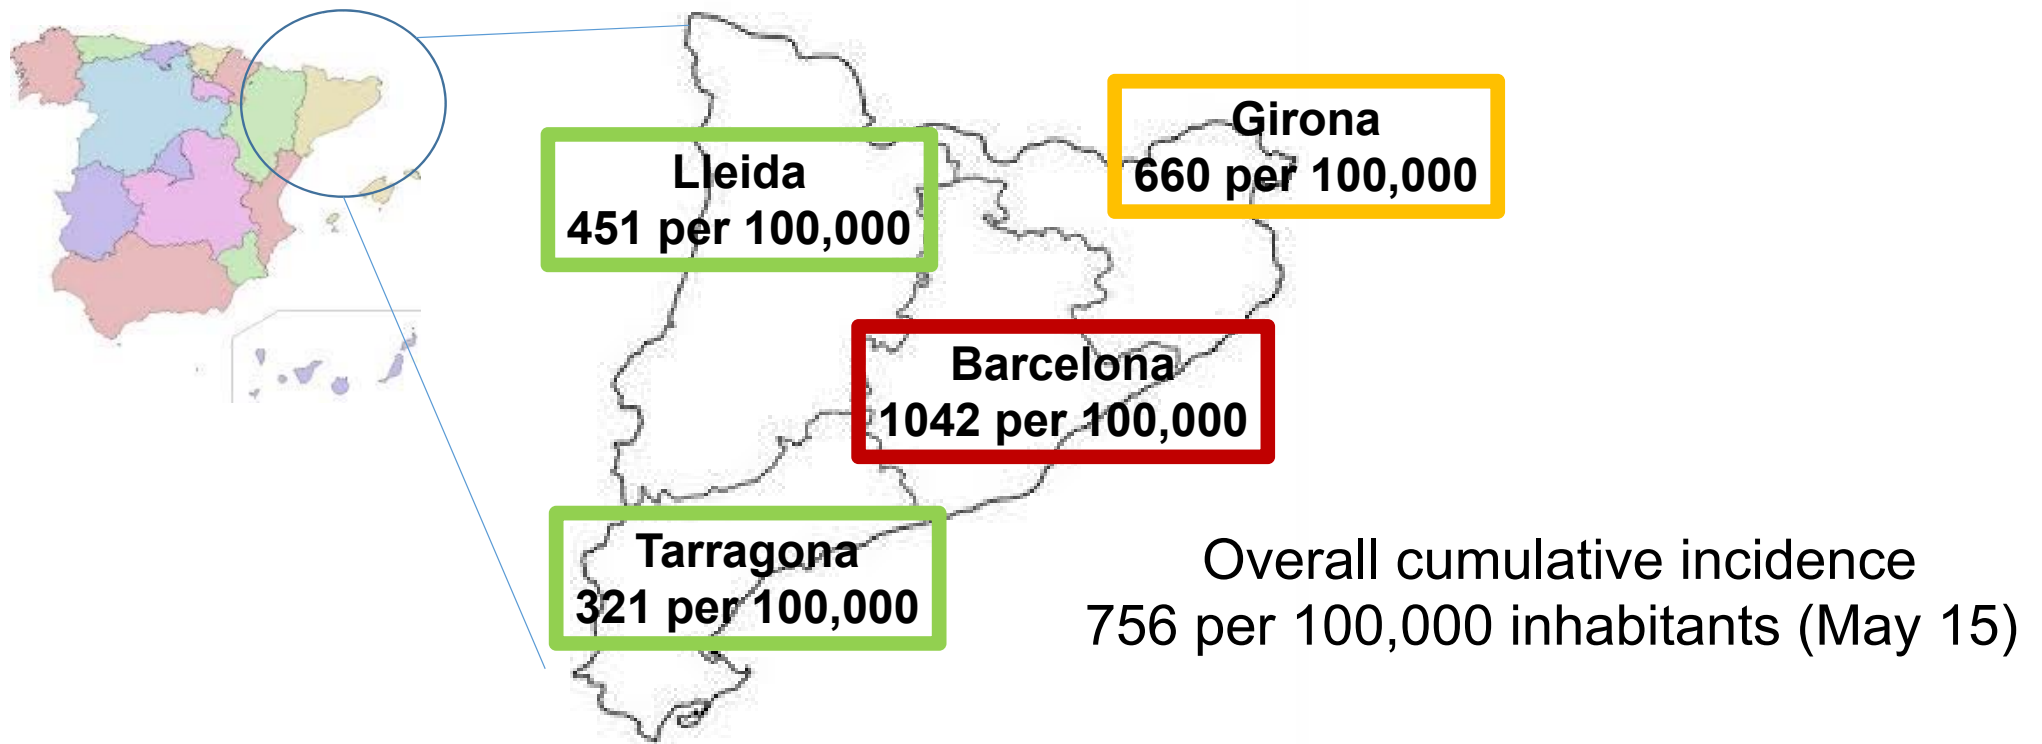 Girona
660 per 100,000
Lleida
451 per 100,000
Barcelona
1042 per 100,000
Tarragona
321 per 100,000
Overall cumulative incidence
756 per 100,000 inhabitants (May 15)